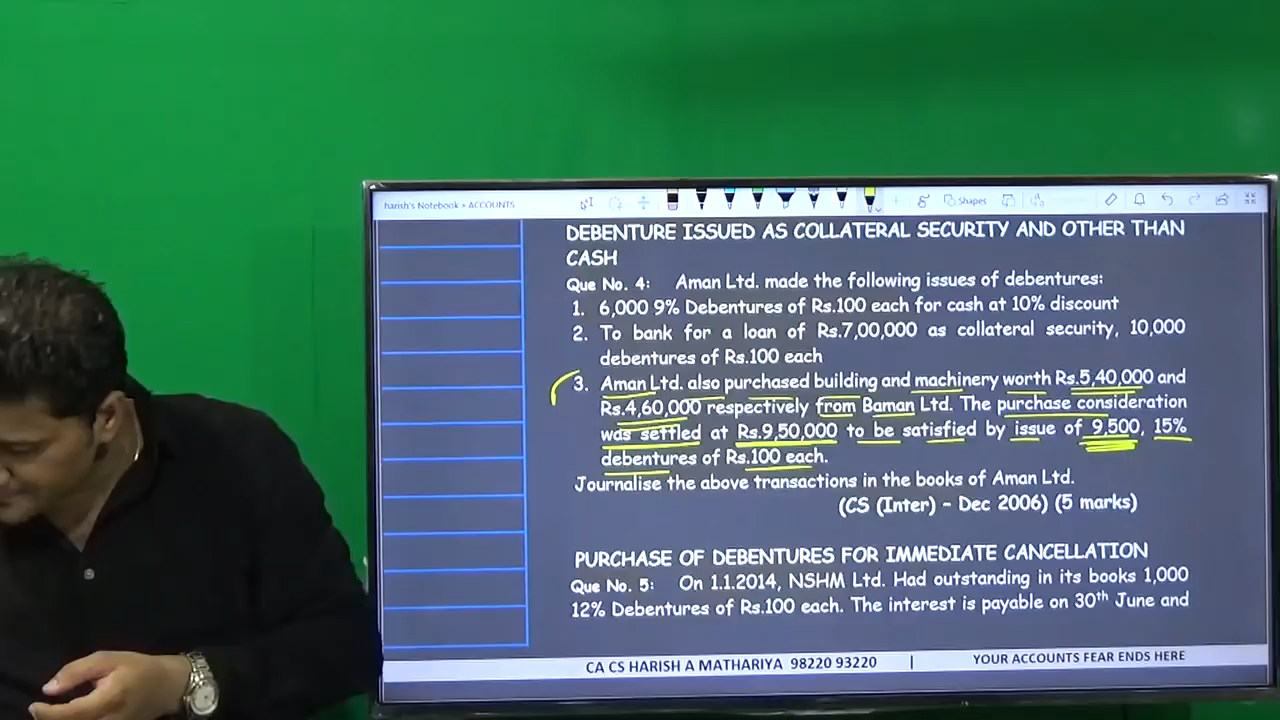 harish's Notebook » ACCOUNTS
Shapes
DEBENTURE ISSUED AS COLLATERAL SECURITY AND OTHER THAN
CASH
Que No. 4: Aman Ltd. made the following issues of debentures:
1. 6,000 9% Debentures of Rs.100 each for cash at 10% discount
2. To bank for a loan of Rs.7,00,000 as collateral security, 10,000
debentures of Rs.100 each
3. Aman Ltd. also purchased building and machinery worth Rs.5,40,000 and
Rs.4,60,000 respectively from Baman Ltd. The purchase consideration
was settled at Rs.9,50,000 to be satisfied by issue of 9,500, 15%
debentures of Rs.100 each.
Journalise the above transactions in the books of Aman Ltd.
(CS (Inter) – Dec 2006) (5 marks)
PURCHASE OF DEBENTURES FOR IMMEDIATE CANCELLATION
Que No. 5: On 1.1.2014, NSHM Ltd. Had outstanding in its books 1,000
12% Debentures of Rs.100 each. The interest is payable on 30th June and
CA CS HARISH A MATHARIYA 98220 93220 | YOUR ACCOUNTS FEAR ENDS HERE